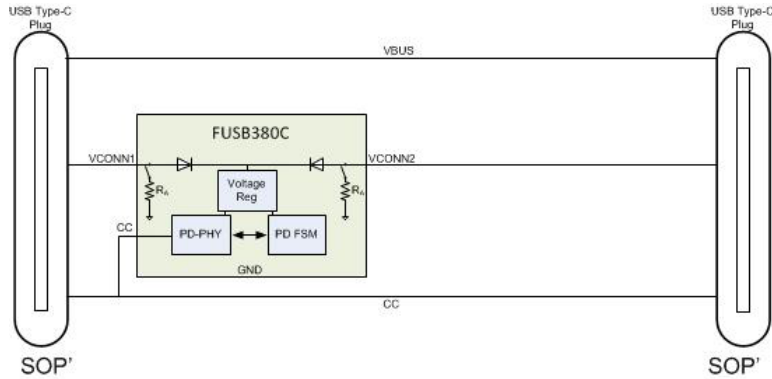 USB Type-C
Plug
USB Type-C
Plug
VBUS
FUSB380C
VCONN1
VCONN2
RA
Voltage
Reg
RA
CC
PD-PHY
PD FSM
GND
CC
SOP'
SOP'